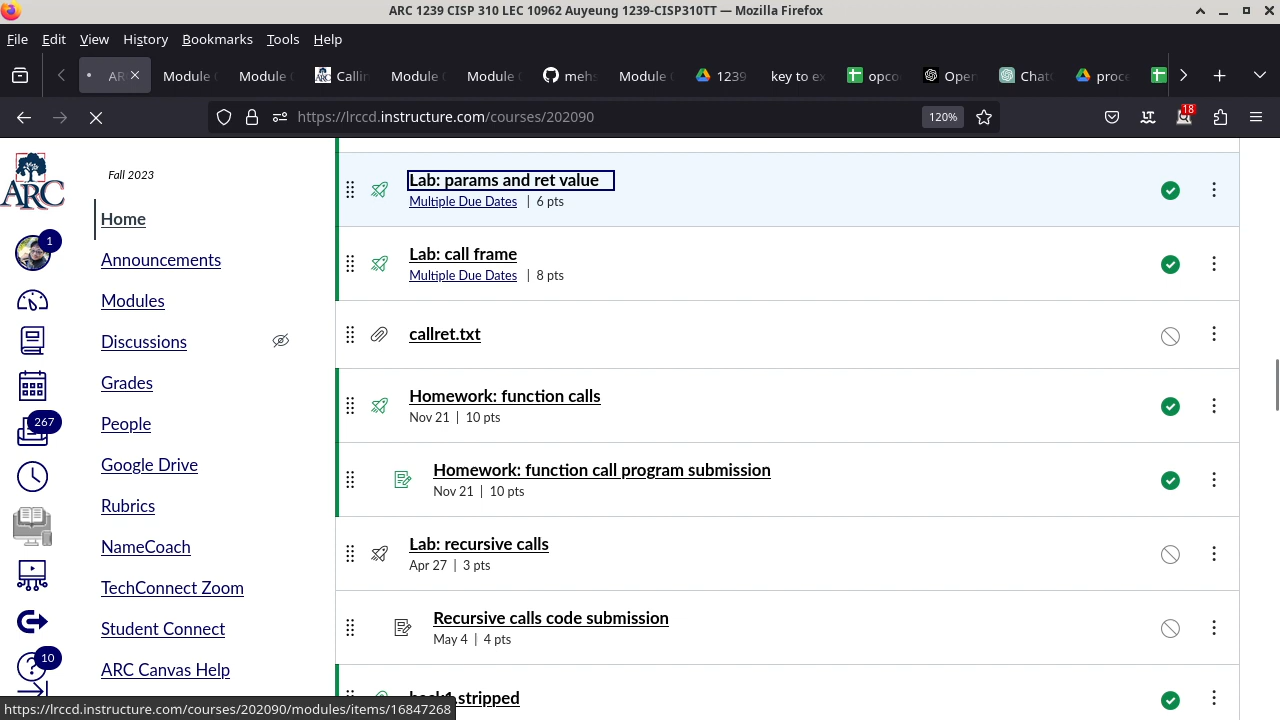 ARC 1239 CISP 310 LEC 10962 Auyeung 1239-CISP310TT — Mozilla Firefox
File Edit View History Bookmarks Tools Help
AR Module Module ARC Callin Module Module mehs Module 1239 key to ex opco Open Chat proce
https://lrccd.instructure.com/courses/202090 120% 18
ARC
Fall 2023
Home
Announcements
Modules
Discussions
Grades
People
Google Drive
Rubrics
NameCoach
TechConnect Zoom
Student Connect
ARC Canvas Help
1
267
10
Lab: params and ret value
Multiple Due Dates | 6 pts
Lab: call frame
Multiple Due Dates | 8 pts
callret.txt
Homework: function calls
Nov 21 | 10 pts
Homework: function call program submission
Nov 21 | 10 pts
Lab: recursive calls
Apr 27 | 3 pts
Recursive calls code submission
May 4 | 4 pts
stripped
https://lrccd.instructure.com/courses/202090/modules/items/16847268